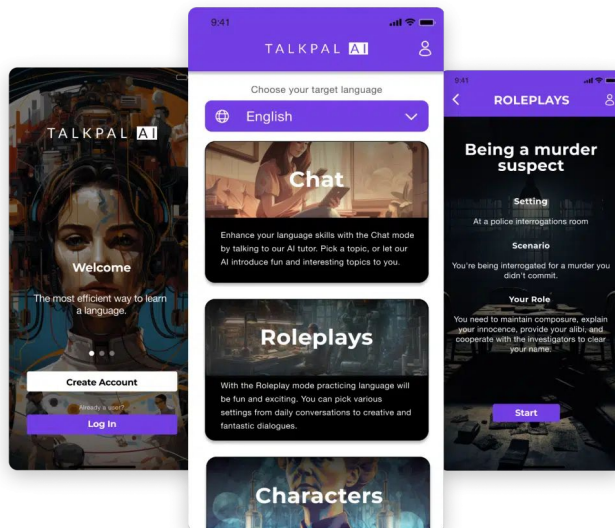 TALKPAL AI
Welcome
The most efficient way to learn
a language.
Create Account
Already a user?
Log In
9:41
TALKPAL AI
Choose your target language
English
Chat
Enhance your language skills with the Chat mode
by talking to our AI tutor. Pick a topic, or let our
AI introduce fun and interesting topics to you.
Roleplays
With the Roleplay mode practicing language will
be fun and exciting. You can pick various
settings from daily conversations to creative and
fantastic dialogues.
Characters
9:41
ROLEPLAYS
Being a murder
suspect
Setting
At a police interrogations room
Scenario
You're being interrogated for a murder you
didn't commit.
Your Role
You need to maintain composure, explain
your innocence, provide your alibi, and
cooperate with the investigators to clear
your name.
Start